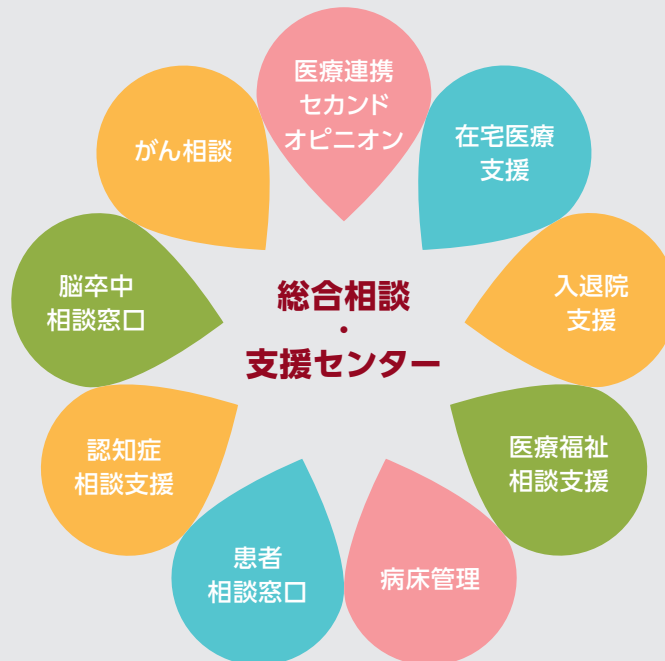 医療連携
セカンド
オピニオン
在宅医療
支援
入退院
支援
医療福祉
相談支援
病床管理
患者
相談窓口
認知症
相談支援
脳卒中
相談窓口
がん相談
総合相談
・
支援センター